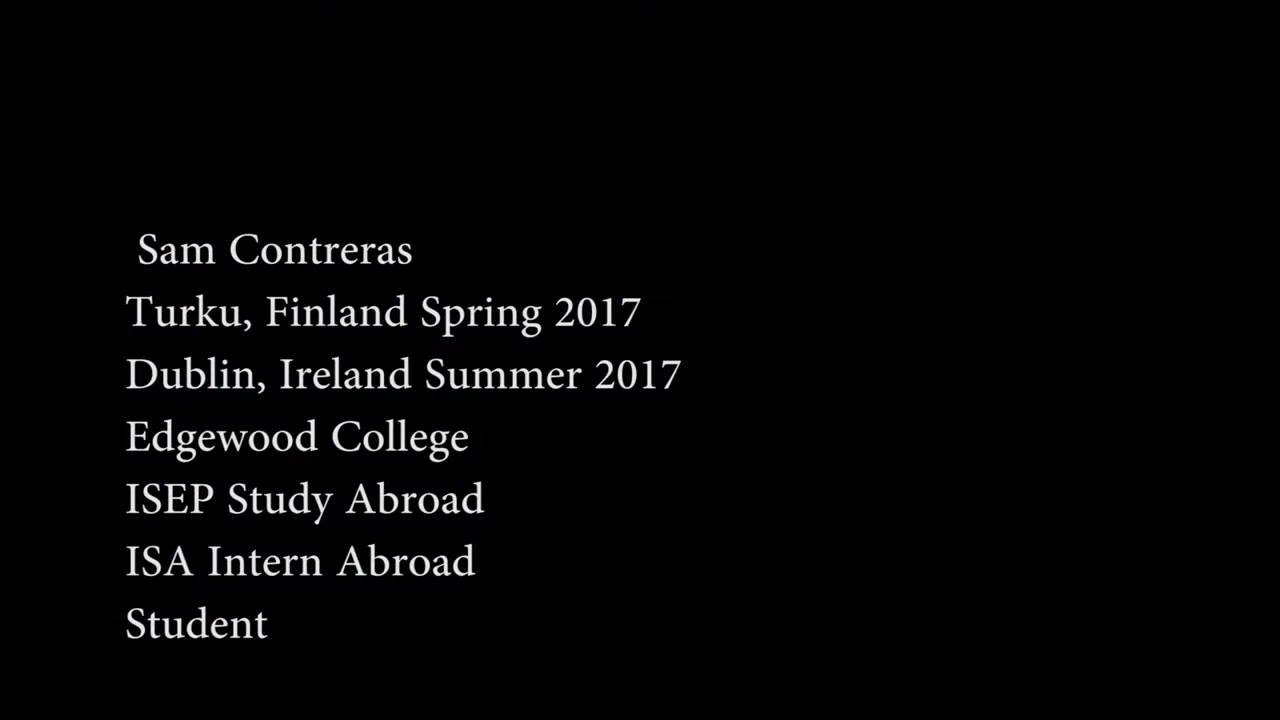 Sam Contreras
Turku, Finland Spring 2017
Dublin, Ireland Summer 2017
Edgewood College
ISEP Study Abroad
ISA Intern Abroad
Student